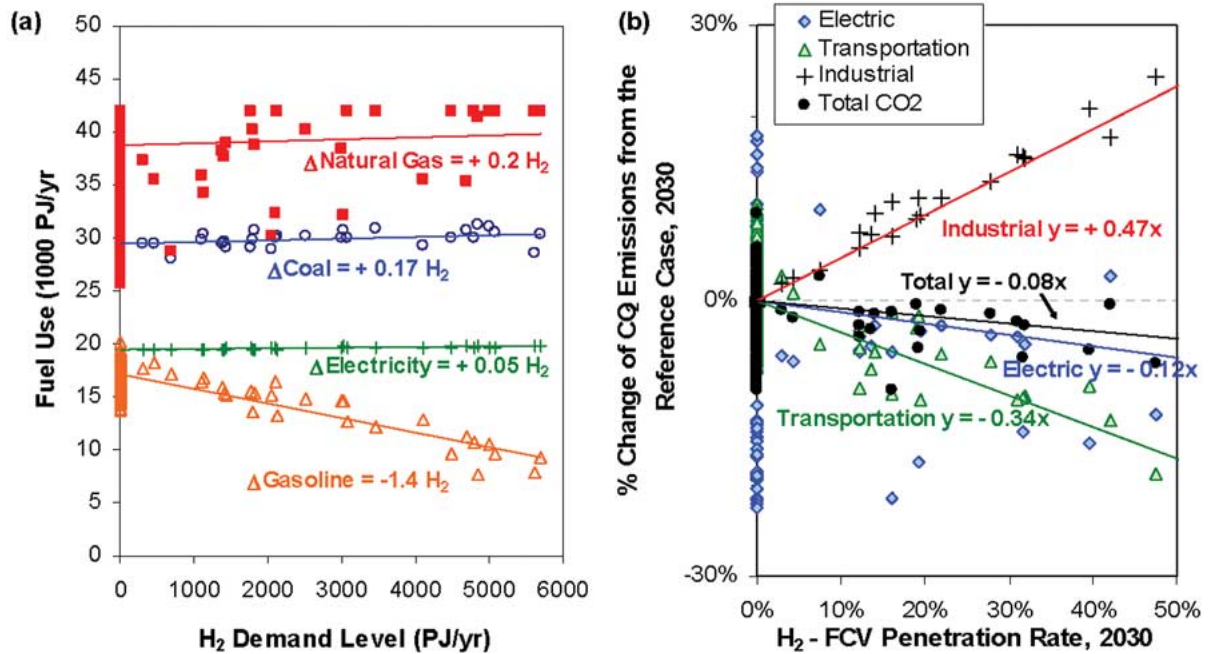 (a)
50
45
40
35
30
25
20
15
10
5
0
Fuel Use (1000 PJ/yr)
Δ Natural Gas = + 0.2 H2
Δ Coal = + 0.17 H2
Δ Electricity = + 0.05 H2
Δ Gasoline = -1.4 H2
0 1000 2000 3000 4000 5000 6000
H2 Demand Level (PJ/yr)
(b)
30%
0%
-30%
% Change of CO2 Emissions from the
Reference Case, 2030
Electric
Transportation
Industrial
Total CO2
Industrial y = + 0.47x
Total y = - 0.08x
Electric y = - 0.12x
Transportation y = - 0.34x
0% 10% 20% 30% 40% 50%
H2 - FCV Penetration Rate, 2030